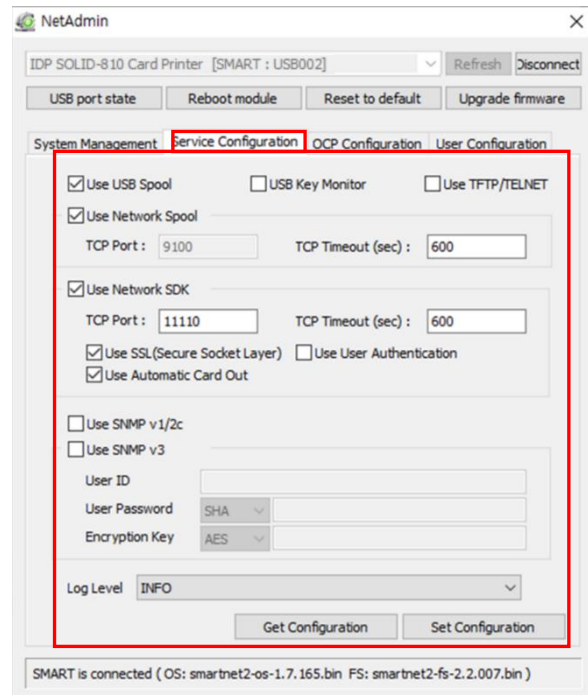 NetAdmin
IDP SOLID-810 Card Printer [SMART : USB002] Refresh Disconnect
USB port state Reboot module Reset to default Upgrade firmware
System Management Service Configuration OCP Configuration User Configuration
Use USB Spool USB Key Monitor Use TFTP/TELNET
Use Network Spool
TCP Port : 9100 TCP Timeout (sec) : 600
Use Network SDK
TCP Port : 11110 TCP Timeout (sec) : 600
Use SSL(Secure Socket Layer) Use User Authentication
Use Automatic Card Out
Use SNMP v1/2c
Use SNMP v3
User ID
User Password SHA
Encryption Key AES
Log Level INFO
Get Configuration Set Configuration
SMART is connected ( OS: smartnet2-os-1.7.165.bin FS: smartnet2-fs-2.2.007.bin )